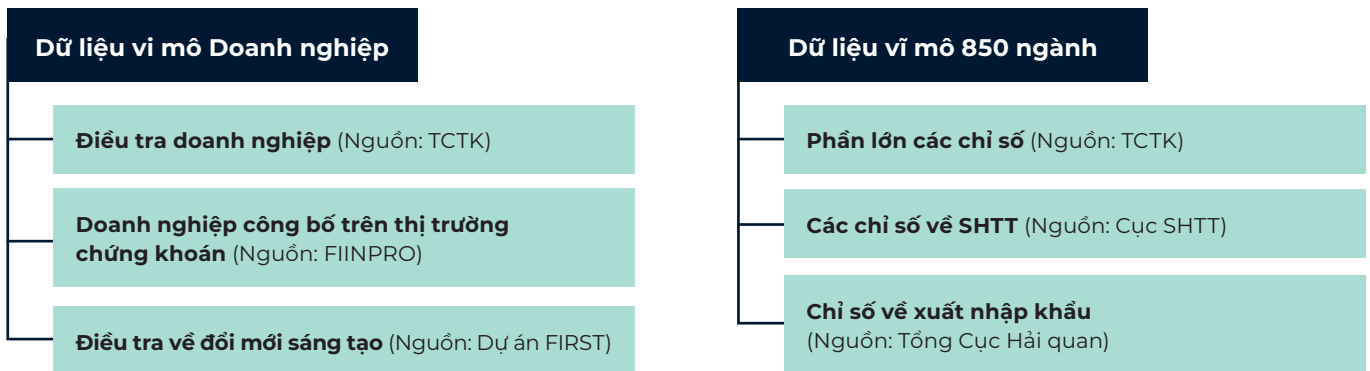 Dữ liệu vi mô Doanh nghiệp
Điều tra doanh nghiệp (Nguồn: TCTK)
Doanh nghiệp công bố trên thị trường
chứng khoán (Nguồn: FIINPRO)
Điều tra về đổi mới sáng tạo (Nguồn: Dự án FIRST)
Dữ liệu vĩ mô 850 ngành
Phần lớn các chỉ số (Nguồn: TCTK)
Các chỉ số về SHTT (Nguồn: Cục SHTT)
Chỉ số về xuất nhập khẩu
(Nguồn: Tổng Cục Hải quan)